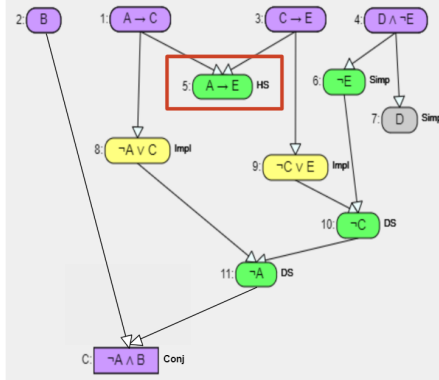 2: B 1: A → C 3: C → E 4: D ∧ ¬E
5: A → E HS 6: ¬E Simp
7: D Simp
8: ¬A ∨ C Impl
9: ¬C ∨ E Impl
10: ¬C DS
11: ¬A DS
C: ¬A ∧ B Conj